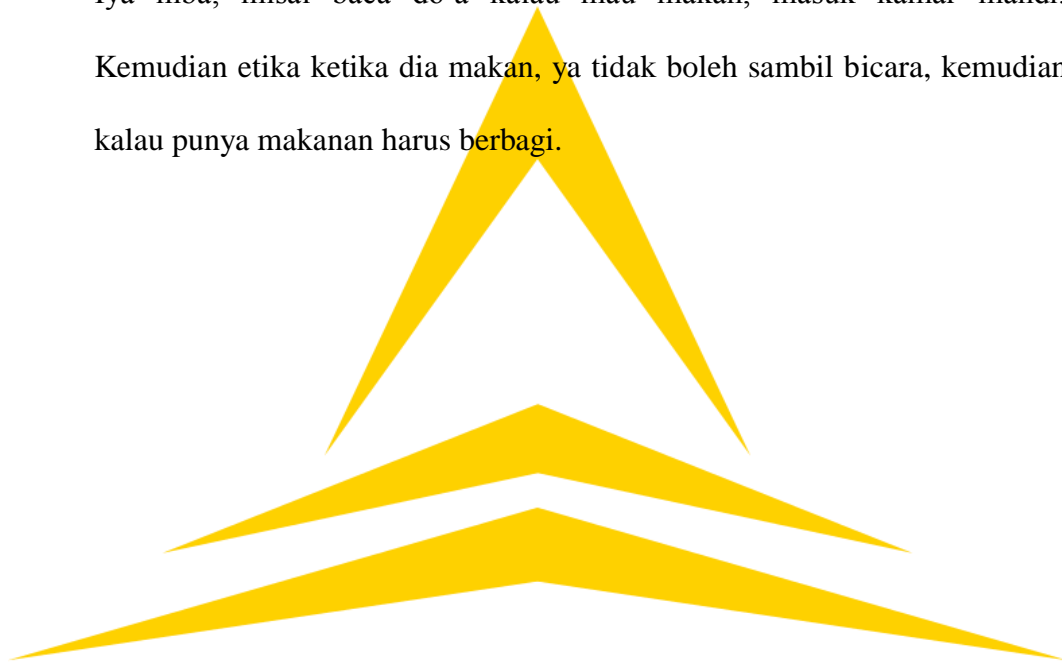 Iya mba, misal baca do'a kalau mau makan, masuk kamar mandi.
Kemudian etika ketika dia makan, ya tidak boleh sambil bicara, kemudian
kalau punya makanan harus berbagi.